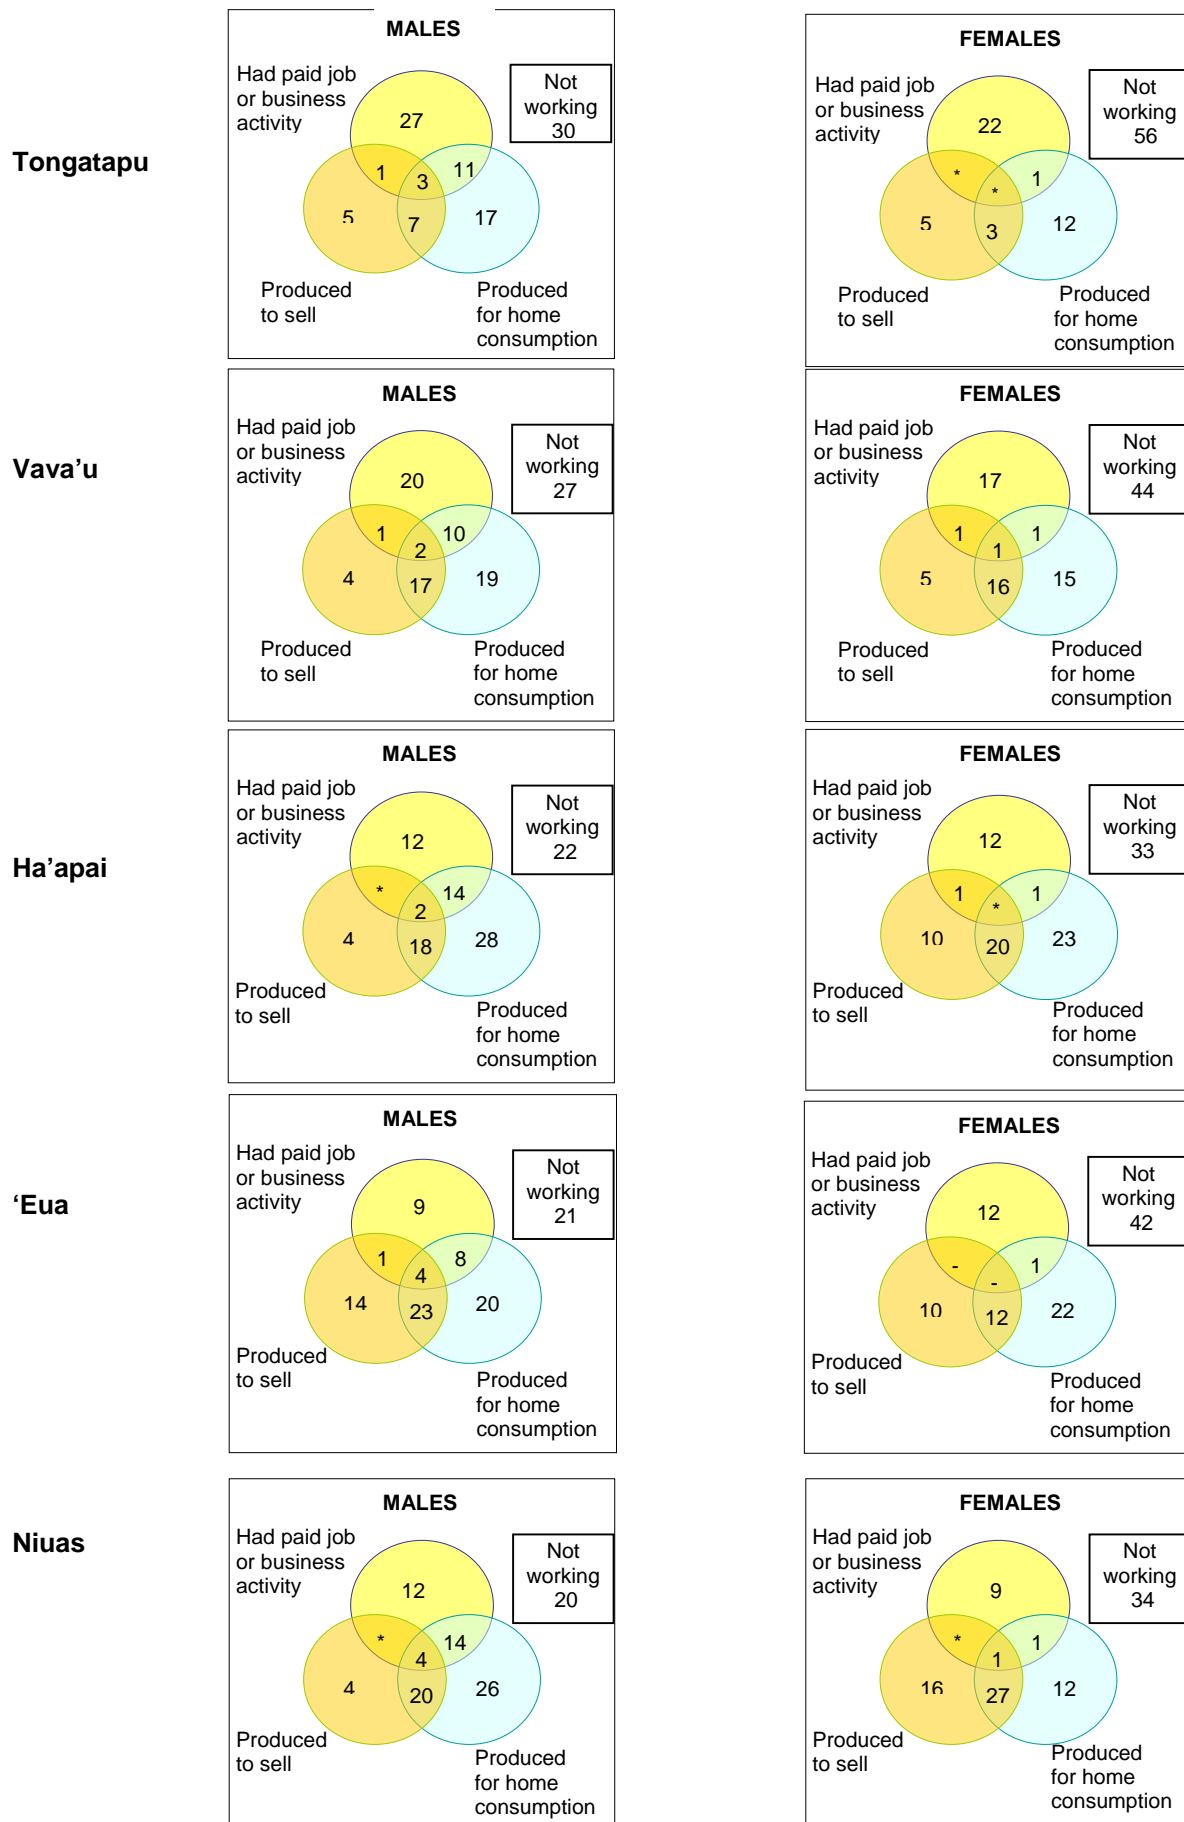 Tongatapu
MALES
Had paid job
or business
activity
Not
working
30
27
1
3
11
5
7
17
Produced
to sell
Produced
for home
consumption
FEMALES
Had paid job
or business
activity
Not
working
56
22
*
*
1
5
3
12
Produced
to sell
Produced
for home
consumption
Vava’u
MALES
Had paid job
or business
activity
Not
working
27
20
1
2
10
4
17
19
Produced
to sell
Produced
for home
consumption
FEMALES
Had paid job
or business
activity
Not
working
44
17
1
1
1
5
16
15
Produced
to sell
Produced
for home
consumption
Ha’apai
MALES
Had paid job
or business
activity
Not
working
22
12
*
2
14
4
18
28
Produced
to sell
Produced
for home
consumption
FEMALES
Had paid job
or business
activity
Not
working
33
12
1
*
1
10
20
23
Produced
to sell
Produced
for home
consumption
‘Eua
MALES
Had paid job
or business
activity
Not
working
21
9
1
4
8
14
23
20
Produced
to sell
Produced
for home
consumption
FEMALES
Had paid job
or business
activity
Not
working
42
12
-
-
1
10
12
22
Produced
to sell
Produced
for home
consumption
Niuas
MALES
Had paid job
or business
activity
Not
working
20
12
*
4
14
4
20
26
Produced
to sell
Produced
for home
consumption
FEMALES
Had paid job
or business
activity
Not
working
34
9
*
1
1
16
27
12
Produced
to sell
Produced
for home
consumption